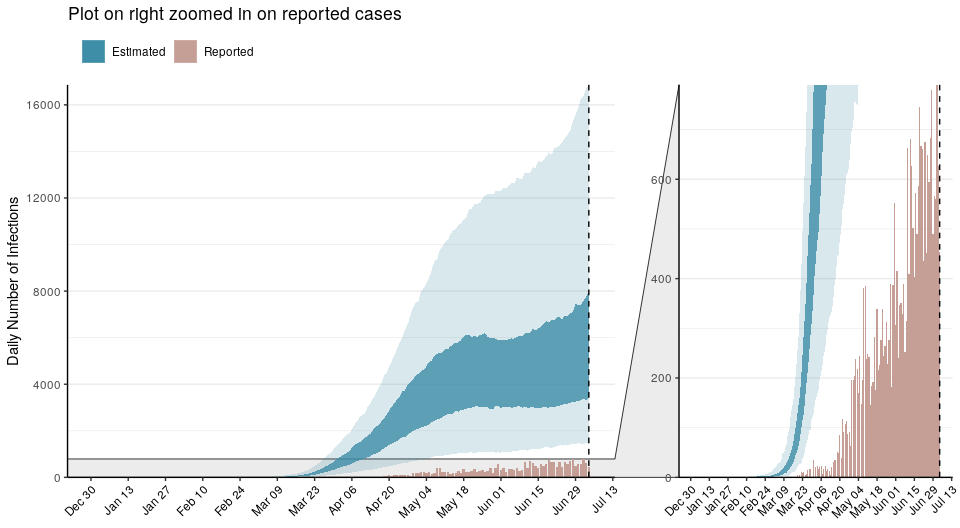 Plot on right zoomed in on reported cases
Estimated
Reported
Daily Number of Infections
16000
12000
8000
4000
0
Dec 30
Jan 13
Jan 27
Feb 10
Feb 24
Mar 09
Mar 23
Apr 06
Apr 20
May 04
May 18
Jun 01
Jun 15
Jun 29
Jul 13
600
400
200
0
Dec 30
Jan 13
Jan 27
Feb 10
Feb 24
Mar 09
Mar 23
Apr 06
Apr 20
May 04
May 18
Jun 01
Jun 15
Jun 29
Jul 13